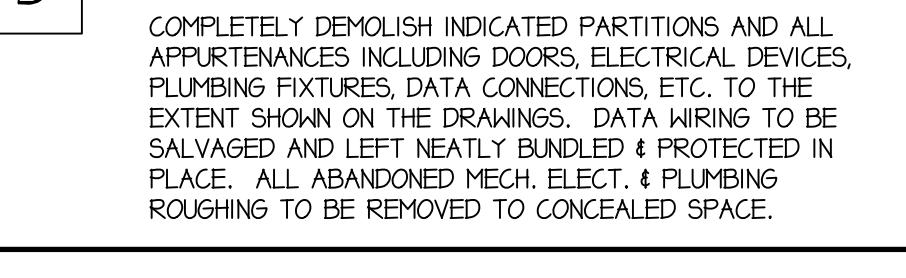 COMPLETELY DEMOLISH INDICATED PARTITIONS AND ALL
APPURTENANCES INCLUDING DOORS, ELECTRICAL DEVICES,
PLUMBING FIXTURES, DATA CONNECTIONS, ETC. TO THE
EXTENT SHOWN ON THE DRAWINGS. DATA WIRING TO BE
SALVAGED AND LEFT NEATLY BUNDLED & PROTECTED IN
PLACE. ALL ABANDONED MECH. ELECT. & PLUMBING
ROUGHING TO BE REMOVED TO CONCEALED SPACE.